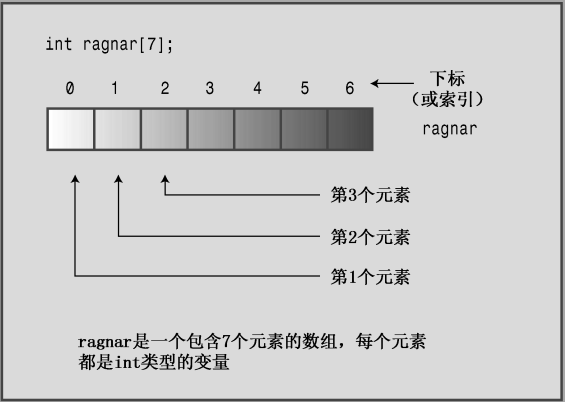 int ragnar[7];
0 1 2 3 4 5 6
下标
（或索引）
ragnar
第3个元素
第2个元素
第1个元素
ragnar是一个包含7个元素的数组，每个元素
都是int类型的变量